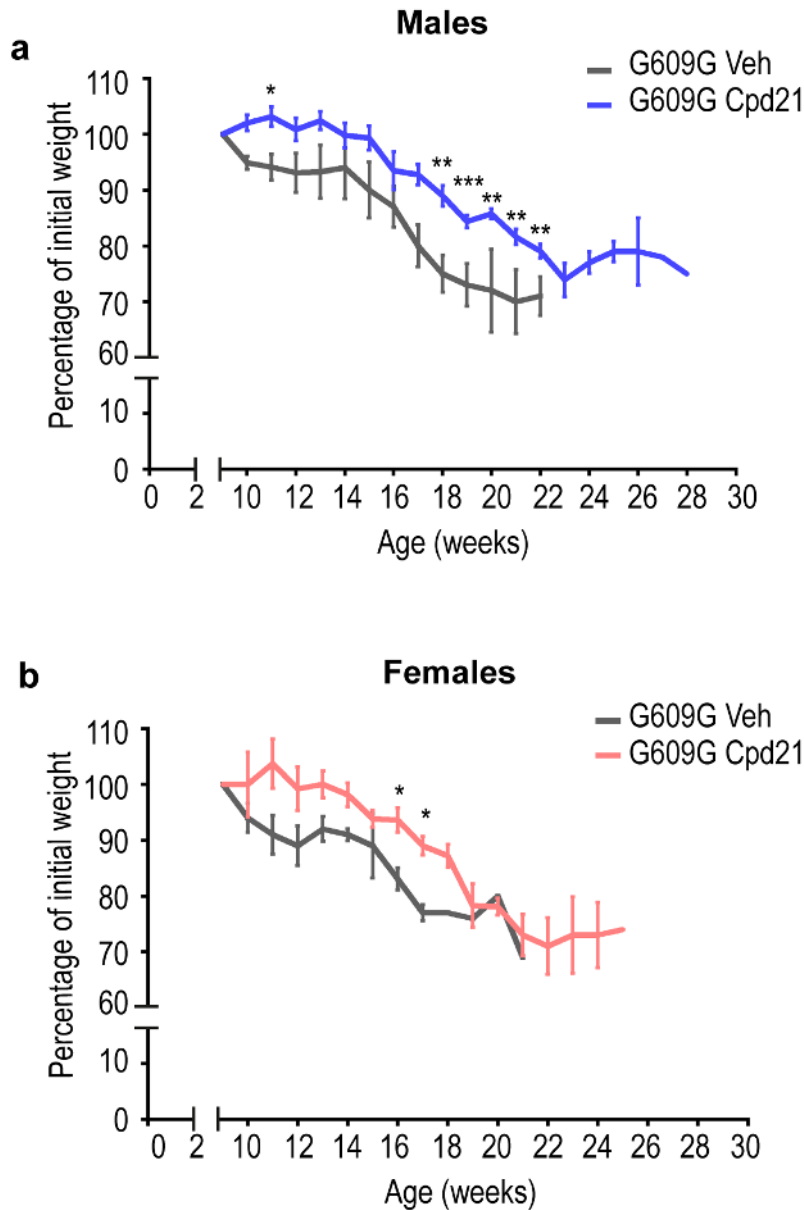 Males
a
G609G Veh
G609G Cpd21
Percentage of initial weight
110
100
90
80
70
60
10
0
*
**
***
**
**
**
0 2 10 12 14 16 18 20 22 24 26 28 30
Age (weeks)
Females
b
G609G Veh
G609G Cpd21
Percentage of initial weight
110
100
90
80
70
60
10
0
*
*
0 2 10 12 14 16 18 20 22 24 26 28 30
Age (weeks)